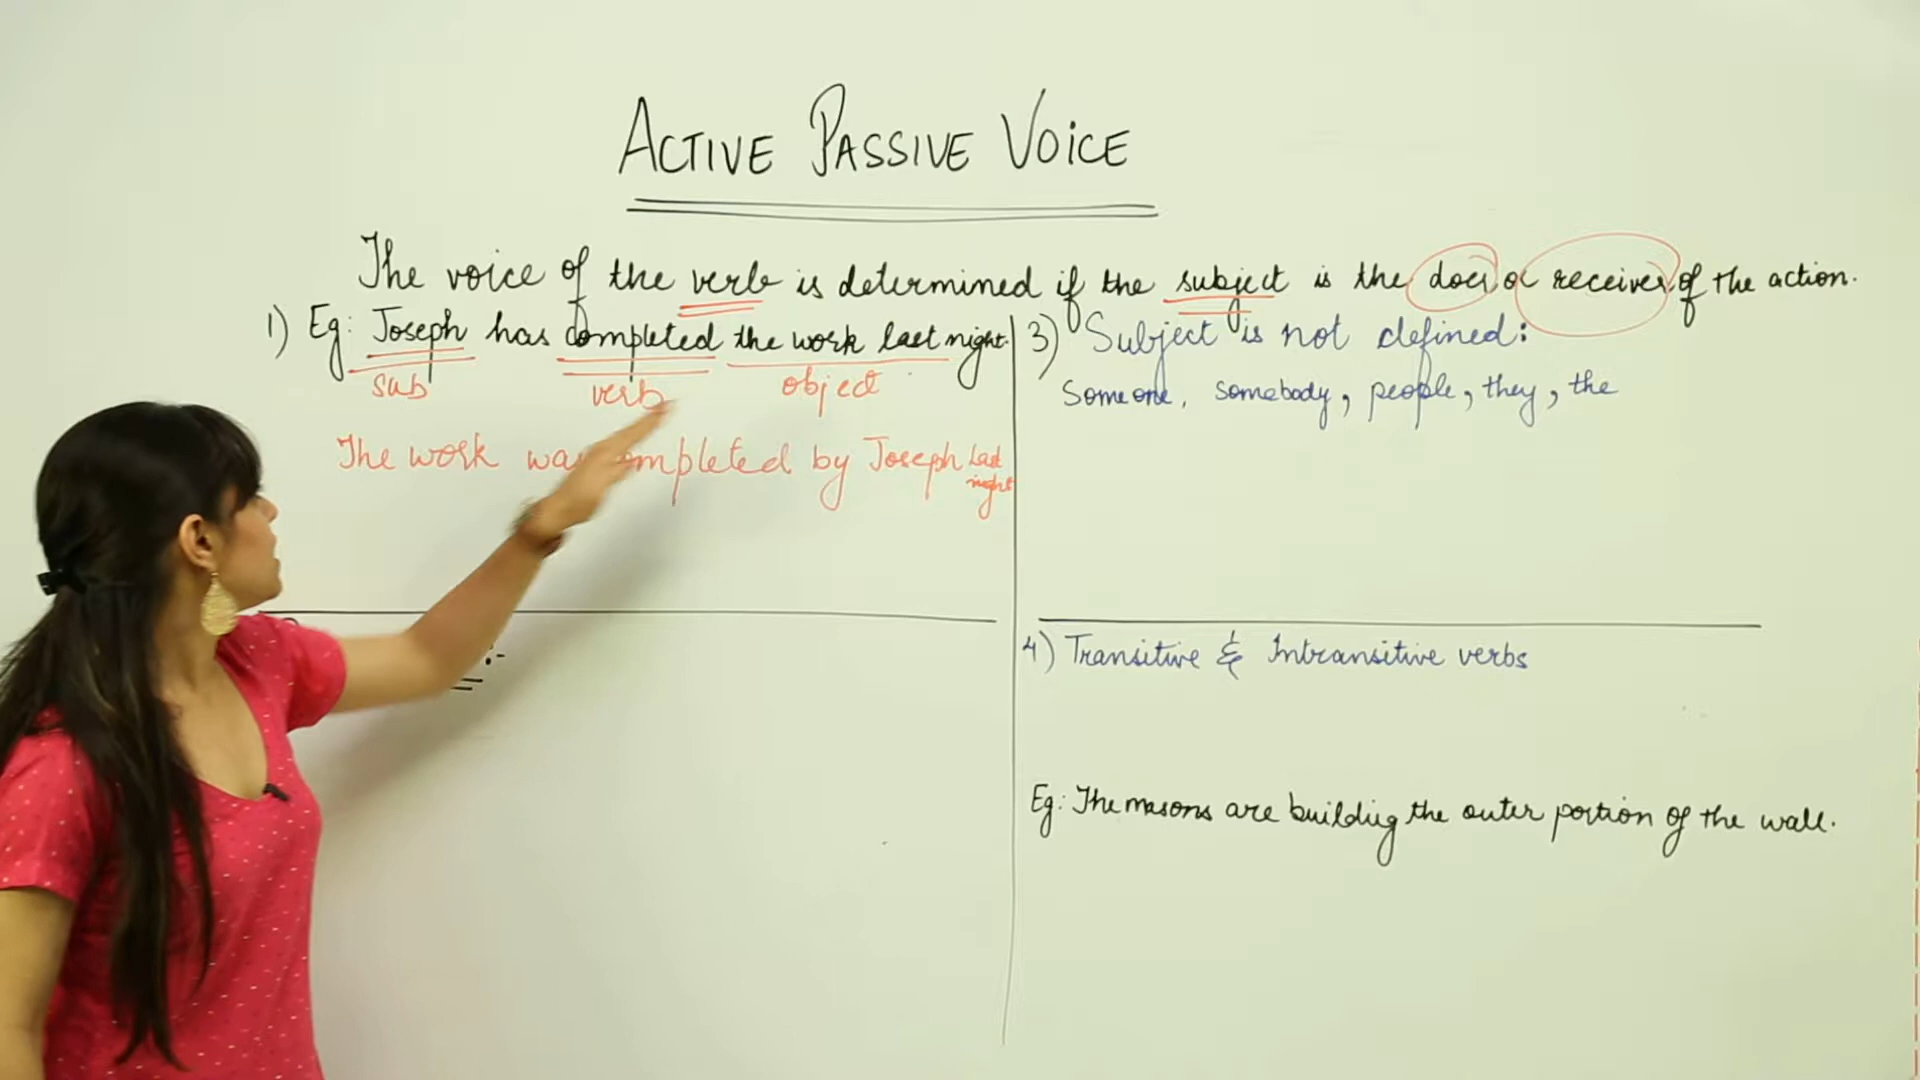 ACTIVE PASSIVE VOICE
The voice of the verb is determined if the subject is the doer or receiver of the action.
1) Eg: Joseph has completed the work last night.
sub verb object
The work completed by Joseph last
night
3) Subject is not defined:
Someone, somebody, people, they, the
4) Transitive & Intransitive verbs
Eg: The masons are building the outer portion of the wall.